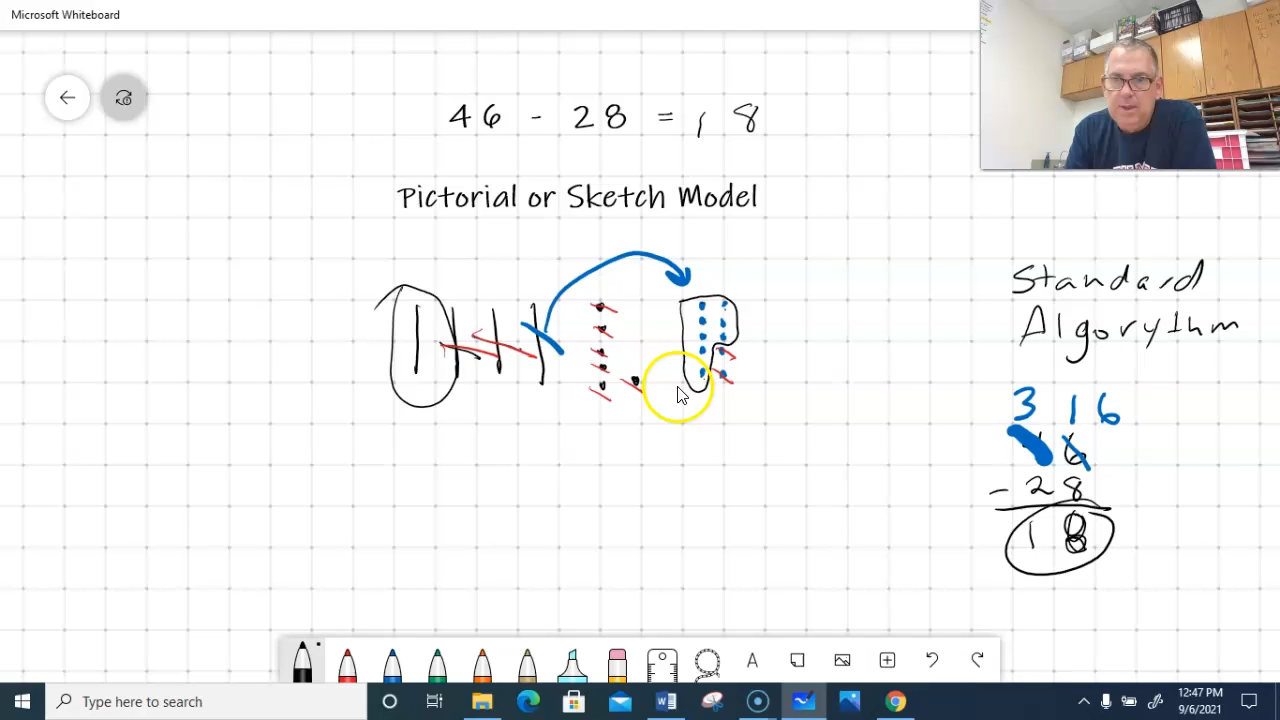 Microsoft Whiteboard
46 - 28 = 18
Pictorial or Sketch Model
Standard
Algorythm
3 16
6
- 28
18
A
Type here to search
12:47 PM
9/6/2021